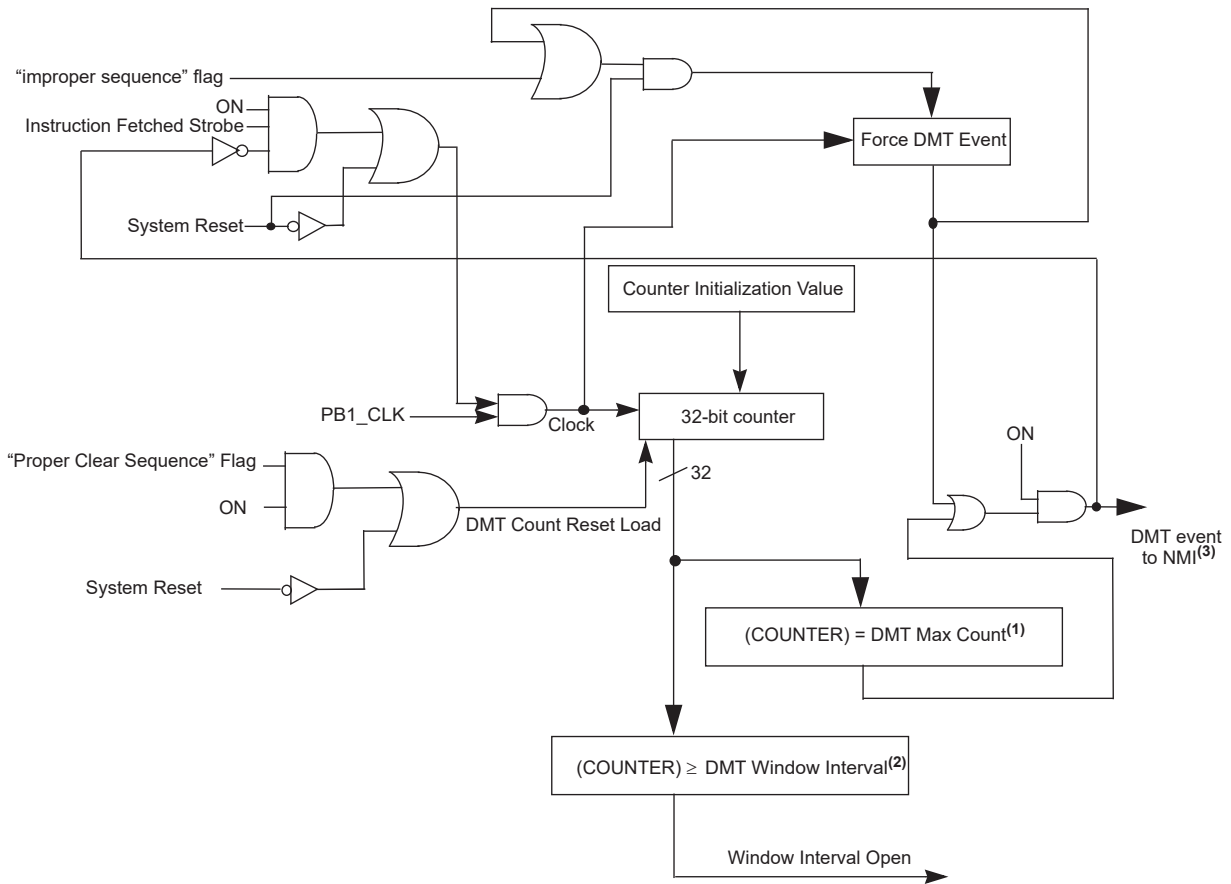 “improper sequence” flag
ON
Instruction Fetched Strobe
Force DMT Event
System Reset
Counter Initialization Value
PB1_CLK
Clock
32-bit counter
ON
“Proper Clear Sequence” Flag
32
ON
DMT Count Reset Load
DMT event
to NMI(3)
System Reset
(COUNTER) = DMT Max Count(1)
(COUNTER) ≥ DMT Window Interval(2)
Window Interval Open